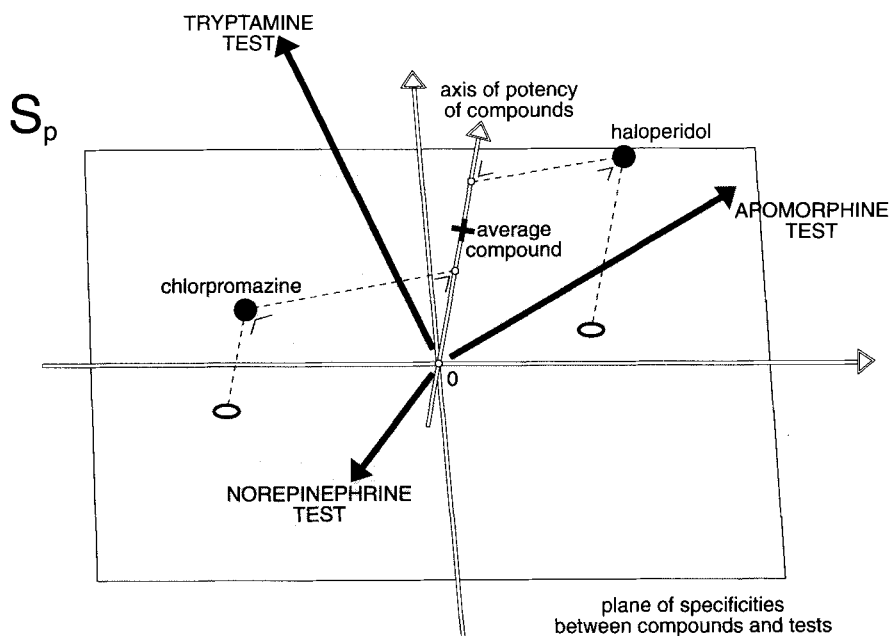 TRYPTAMINE
TEST
Sp
axis of potency
of compounds
haloperidol
APOMORPHINE
TEST
average
compound
chlorpromazine
0
NOREPINEPHRINE
TEST
plane of specificities
between compounds and tests